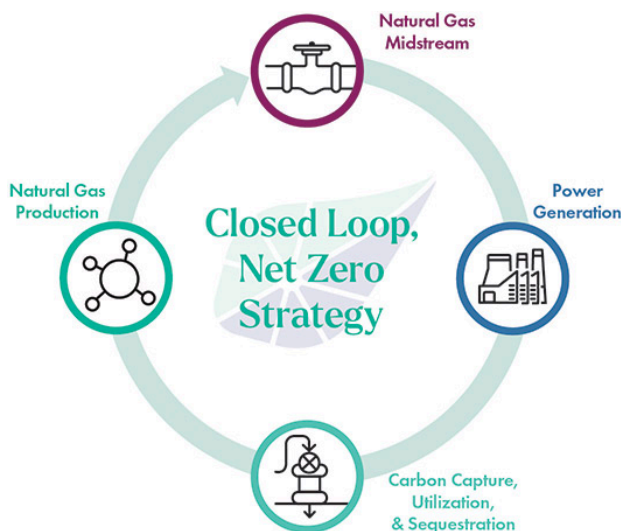 Natural Gas
Midstream
Natural Gas
Production
Power
Generation
Closed Loop,
Net Zero
Strategy
Carbon Capture,
Utilization,
& Sequestration